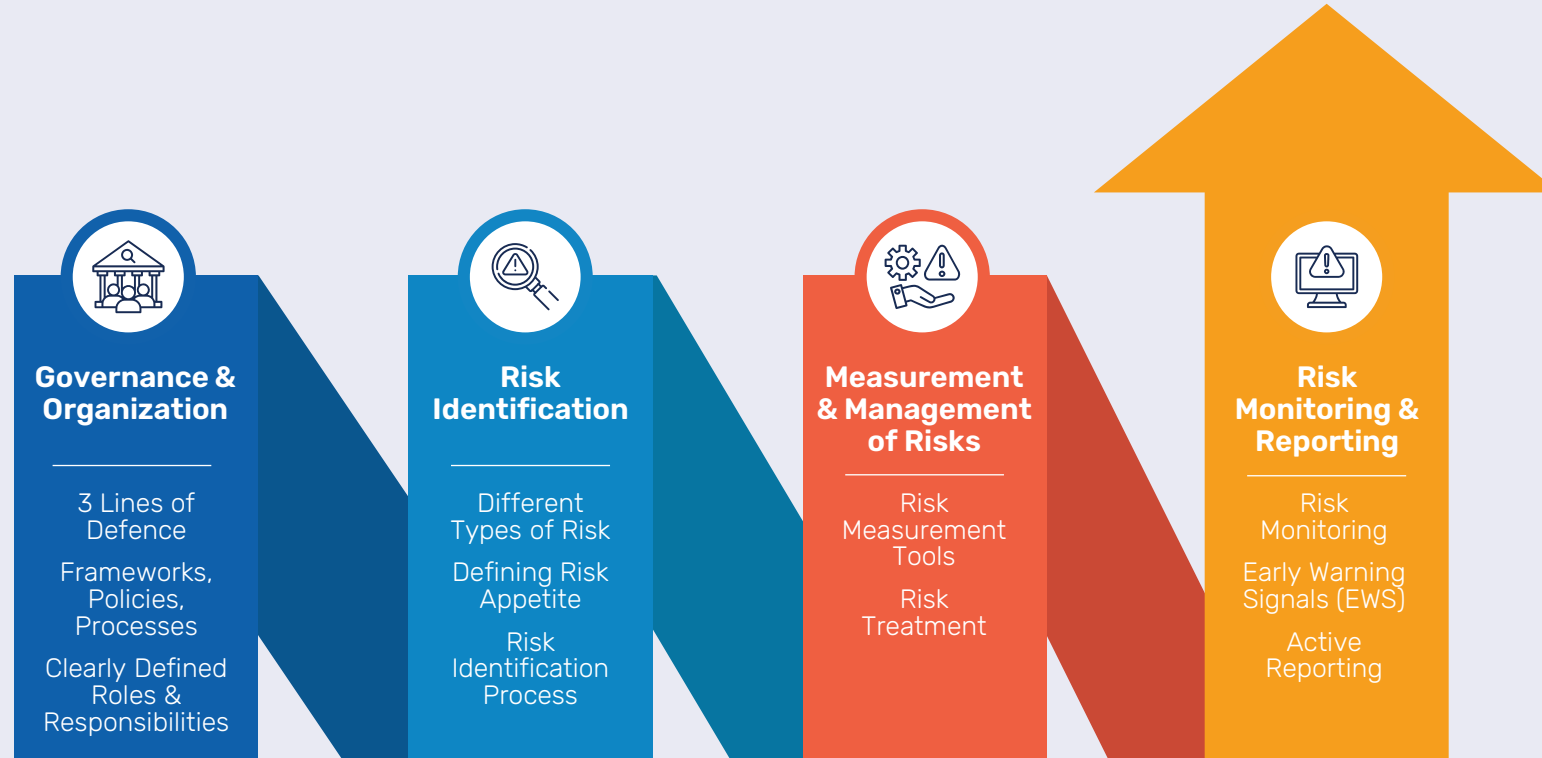 Governance &
Organization
3 Lines of
Defence
Frameworks,
Policies,
Processes
Clearly Defined
Roles &
Responsibilities
Risk
Identification
Different
Types of Risk
Defining Risk
Appetite
Risk
Identification
Process
Measurement
& Management
of Risks
Risk
Measurement
Tools
Risk
Treatment
Risk
Monitoring &
Reporting
Risk
Monitoring
Early Warning
Signals (EWS)
Active
Reporting